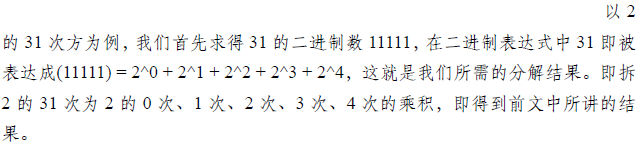 以 2
的 31 次方为例，我们首先求得 31 的二进制数 11111，在二进制表达式中 31 即被
表达成(11111) = 2^0 + 2^1 + 2^2 + 2^3 + 2^4，这就是我们所需的分解结果。即拆
2 的 31 次为 2 的 0 次、1 次、2 次、3 次、4 次的乘积，即得到前文中所讲的结
果。